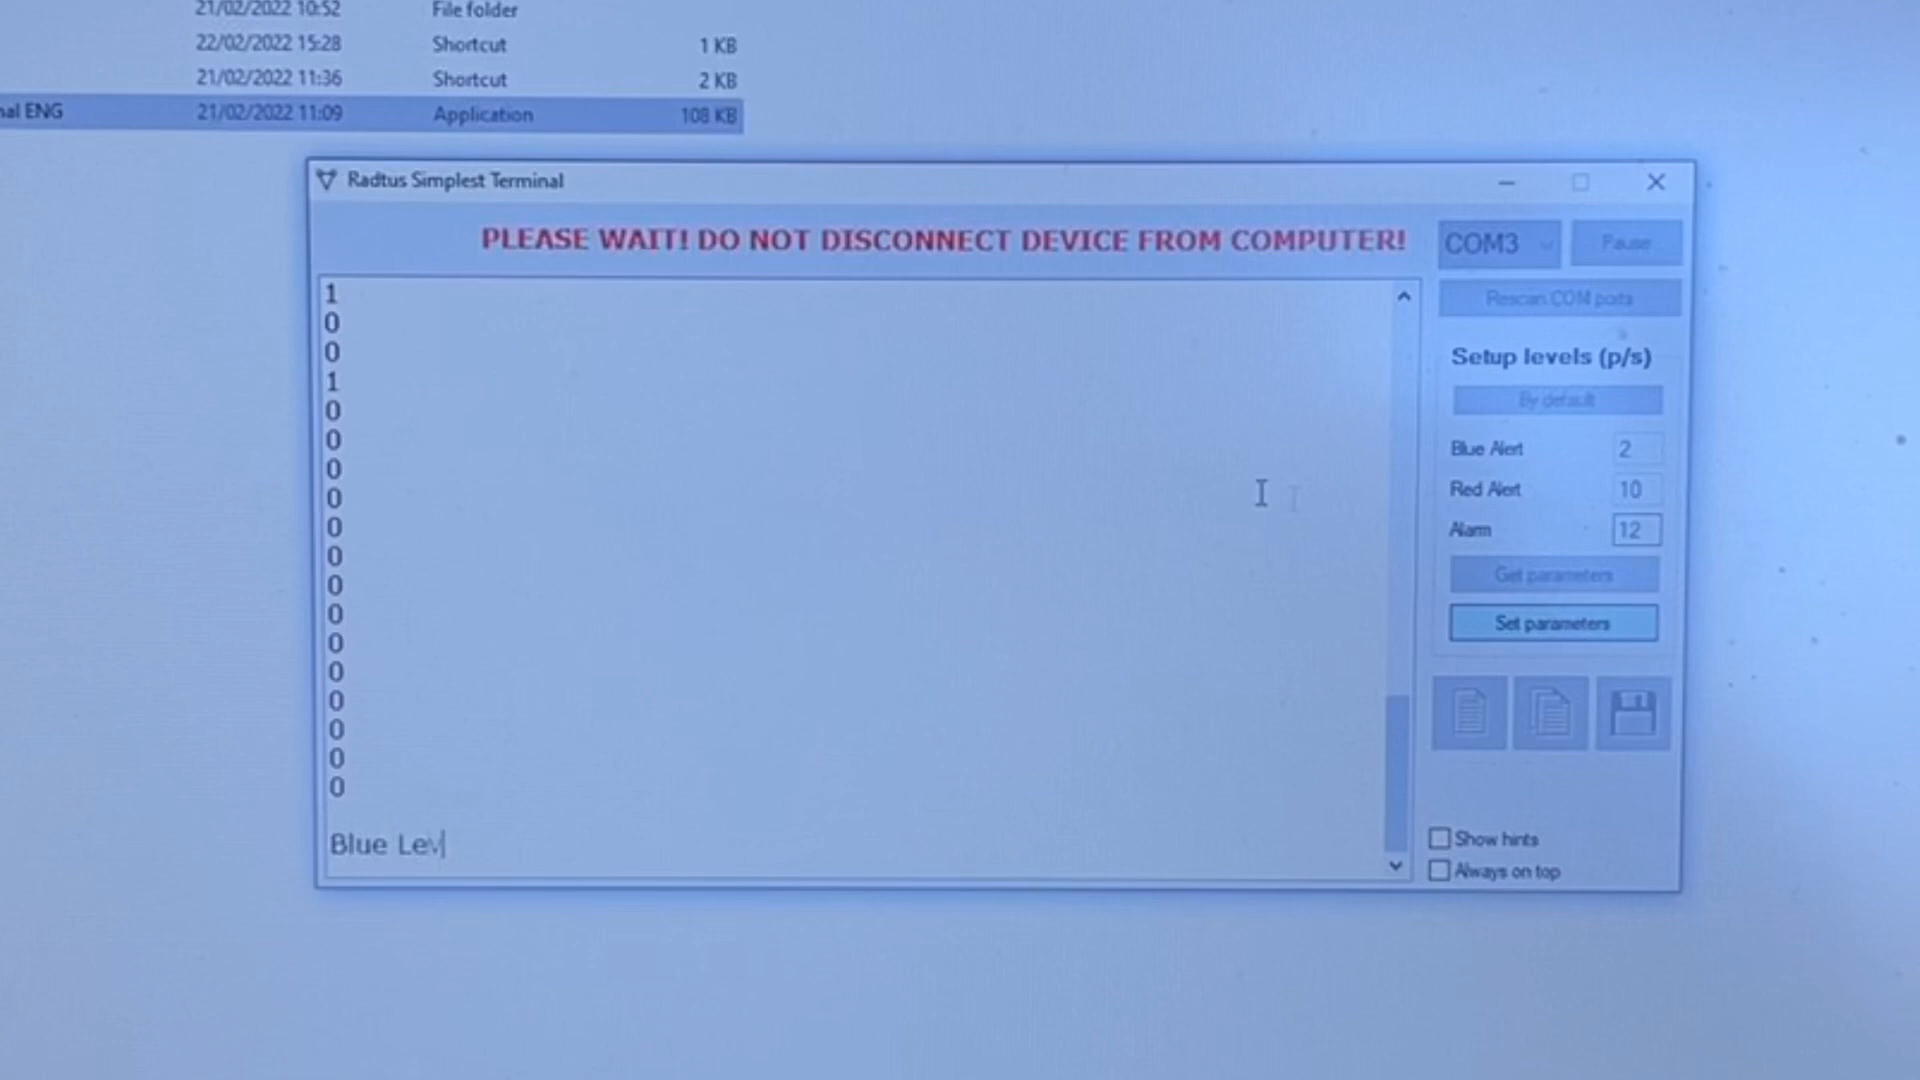 21/02/2022 10:52 File folder
22/02/2022 15:28 Shortcut 1 KB
21/02/2022 11:36 Shortcut 2 KB
nal ENG 21/02/2022 11:09 Application 108 KB
Radtus Simplest Terminal
PLEASE WAIT! DO NOT DISCONNECT DEVICE FROM COMPUTER!
COM3 Pause
Rescan COM ports
1
0
0
1
0
0
0
0
0
0
0
0
0
0
0
0
0
0
Blue Lev
Setup levels (p/s)
By default
Blue Alert 2
Red Alert 10
Alarm 12
Get parameters
Set parameters
Show hints
Always on top